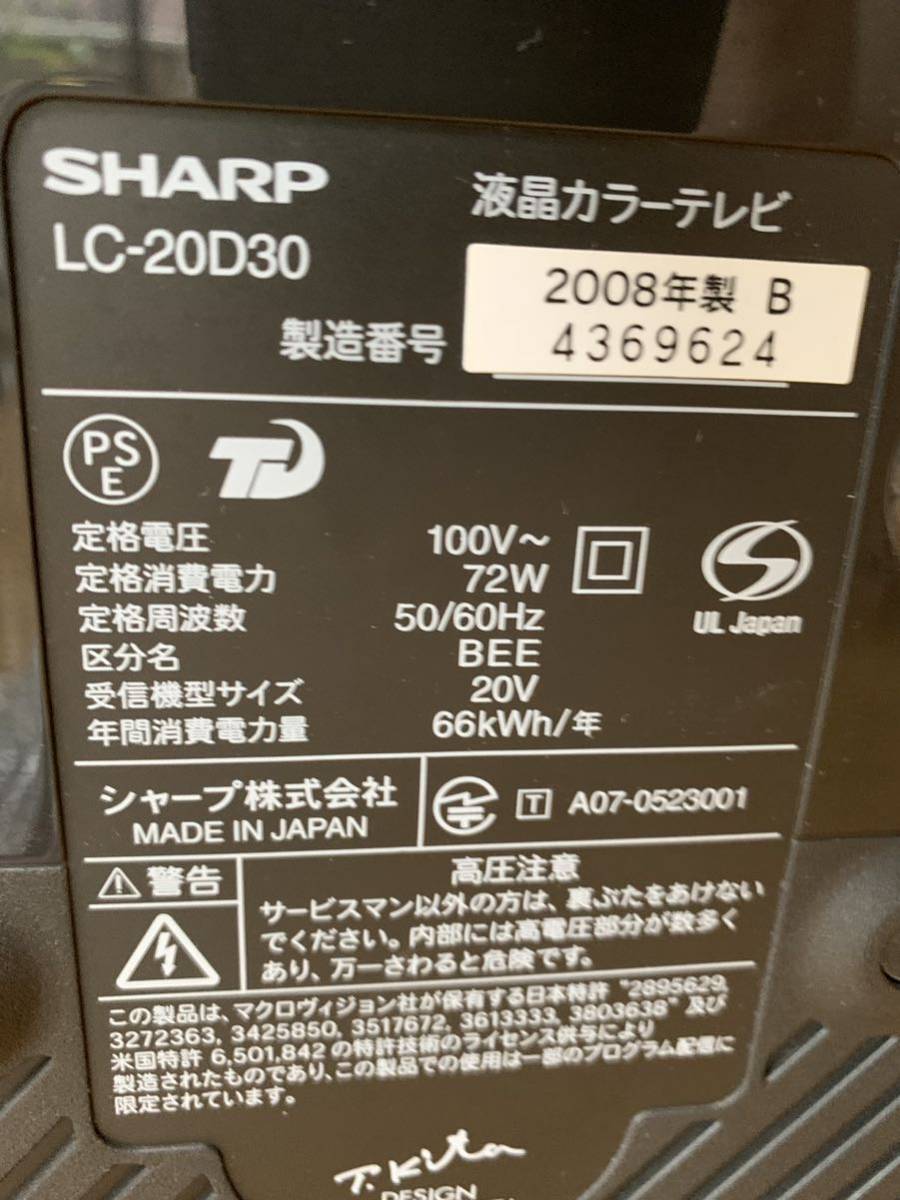 SHARP
液晶カラーテレビ
LC-20D30
2008年製 B
製造番号 4369624
PSE
定格電圧 100V～
定格消費電力 72W
定格周波数 50/60Hz
区分名 BEE
受信機型サイズ 20V
年間消費電力量 66kWh/年
UL Japan
シャープ株式会社
MADE IN JAPAN
T A07-0523001
警告
高圧注意
サービスマン以外の方は、裏ぶたをあけない
でください。内部には高電圧部分が数多く
あり、万一さわると危険です。
この製品は、マクロヴィジョン社が保有する日本特許 "2895629,
3272363, 3425850, 3517672, 3613333, 3803638" 及び
米国特許 6,501,842 の特許技術のライセンス供与により
製造されたものであり、この製品での使用は一部のプログラム配信に
限定されています。
T. Kita
DESIGN